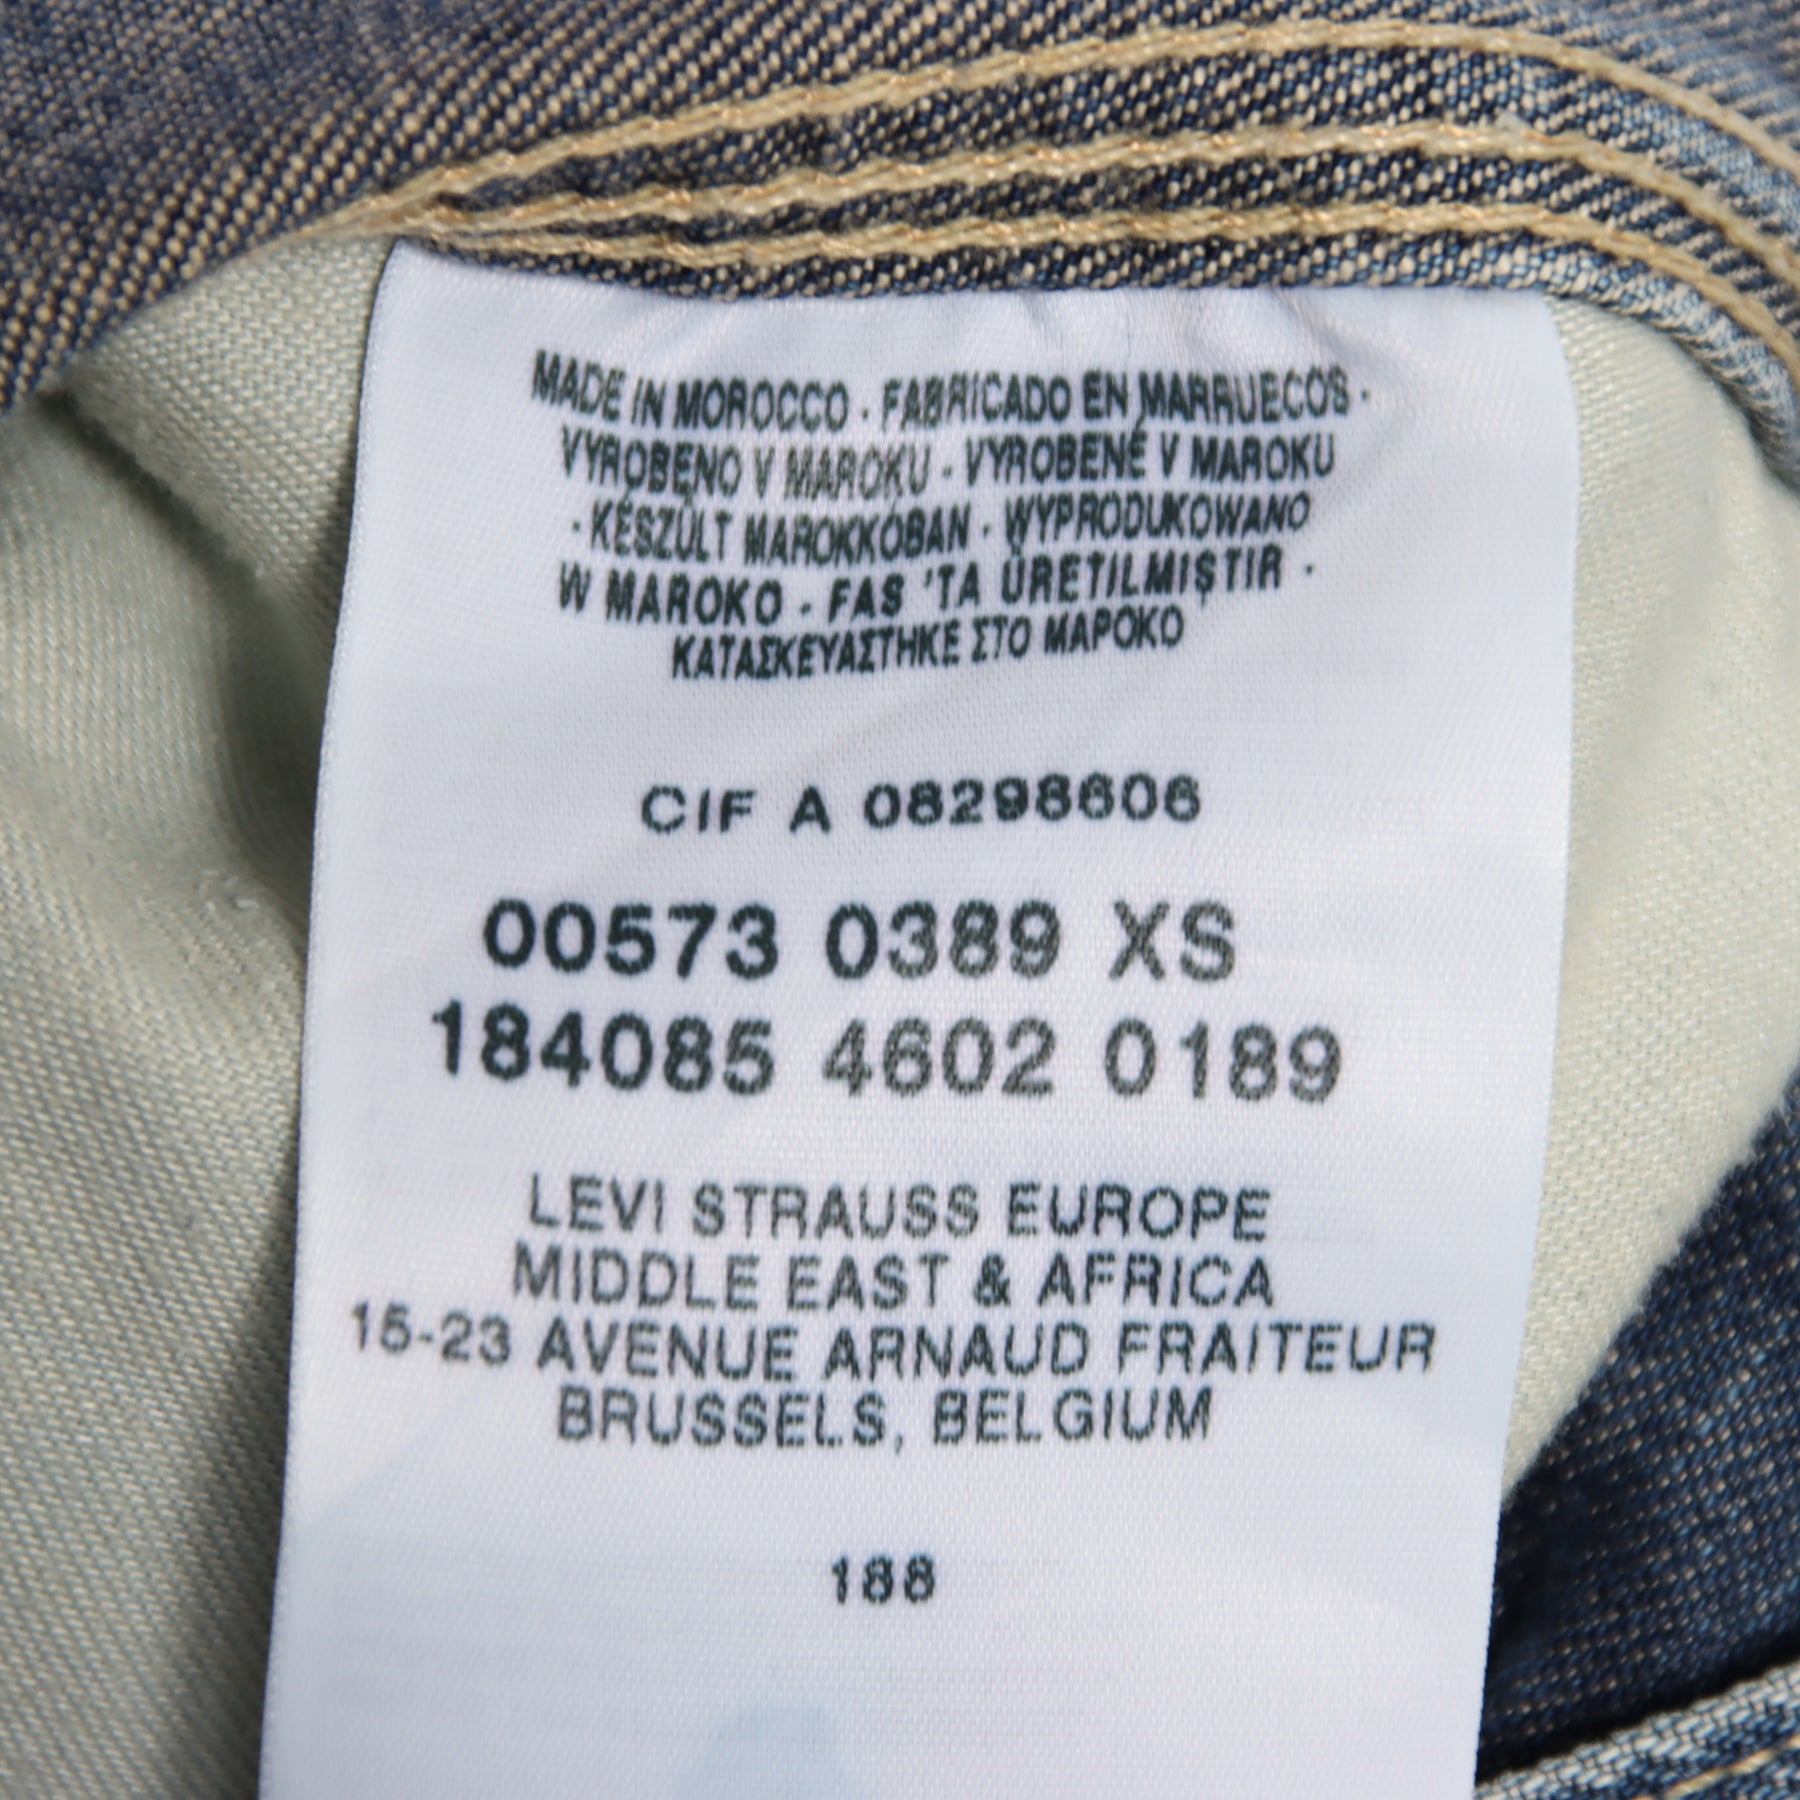 MADE IN MOROCCO · FABRICADO EN MARRUECOS ·
VYROBENO V MAROKU · VYROBENÉ V MAROKU
· KÉSZÜLT MAROKKÓBAN · WYPRODUKOWANO
W MAROKO · FAS 'TA ÜRETILMIŞTIR ·
ΚΑΤΑΣΚΕΥΑΣΤΗΚΕ ΣΤΟ ΜΑΡΟΚΟ
CIF A 08298606
00573 0389 XS
184085 4602 0189
LEVI STRAUSS EUROPE
MIDDLE EAST & AFRICA
15-23 AVENUE ARNAUD FRAITEUR
BRUSSELS, BELGIUM
188